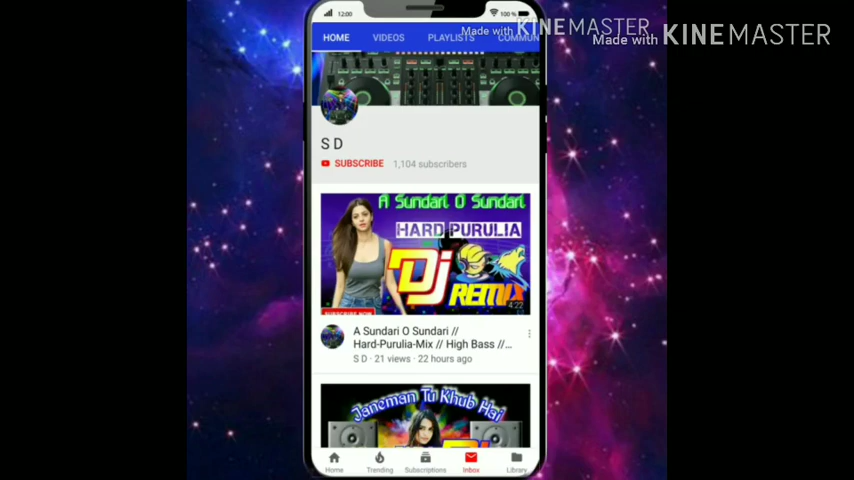 12:00
100 %
Made with KINEMASTER
Made with KINEMASTER
HOME VIDEOS PLAYLISTS COMMUN
S D
SUBSCRIBE 1,104 subscribers
A Sundari O Sundari
HARD PURULIA
Dj
REMIX
4:22
SUBSCRIBE NOW
A Sundari O Sundari //
Hard-Purulia-Mix // High Bass //...
S D · 21 views · 22 hours ago
Janeman Tu Khub Hai
Home Trending Subscriptions Inbox Library